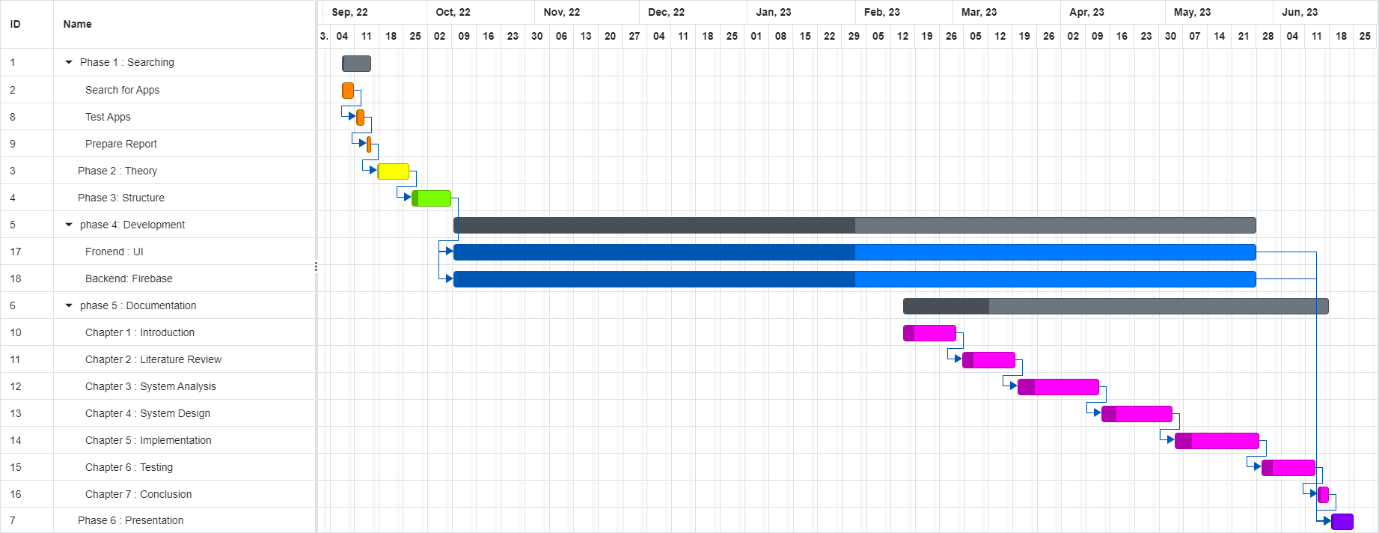 ID Name Sep, 22 Oct, 22 Nov, 22 Dec, 22 Jan, 23 Feb, 23 Mar, 23 Apr, 23 May, 23 Jun, 23
3. 04 11 18 25 02 09 16 23 30 06 13 20 27 04 11 18 25 01 08 15 22 29 05 12 19 26 05 12 19 26 02 09 16 23 30 07 14 21 28 04 11 18 25
1 Phase 1 : Searching
2 Search for Apps
8 Test Apps
9 Prepare Report
3 Phase 2 : Theory
4 Phase 3: Structure
5 phase 4: Development
17 Fronend : UI
18 Backend: Firebase
6 phase 5 : Documentation
10 Chapter 1 : Introduction
11 Chapter 2 : Literature Review
12 Chapter 3 : System Analysis
13 Chapter 4 : System Design
14 Chapter 5 : Implementation
15 Chapter 6 : Testing
16 Chapter 7 : Conclusion
7 Phase 6 : Presentation